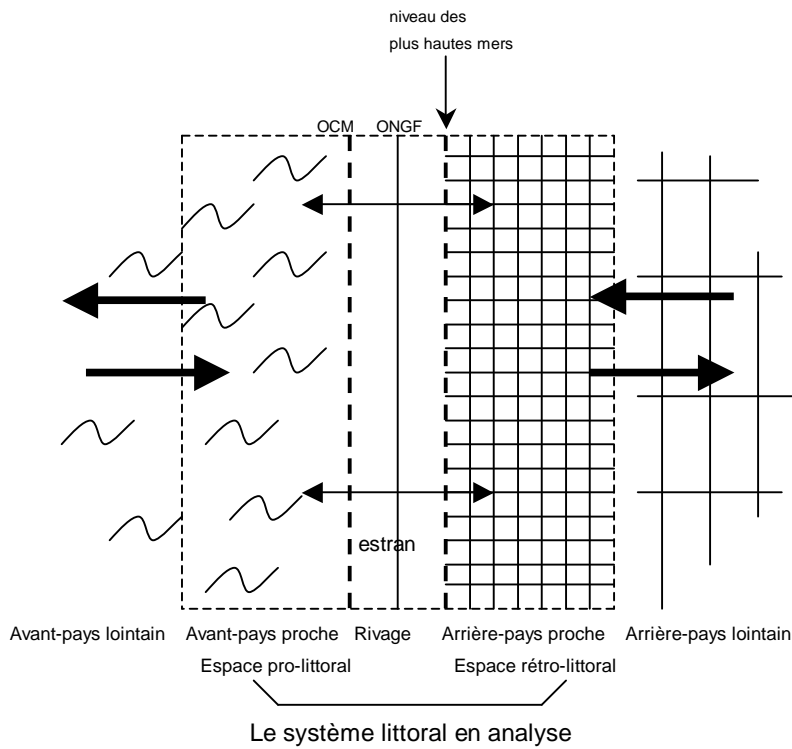 niveau des
plus hautes mers
OCM ONGF
estran
Avant-pays lointain Avant-pays proche Rivage Arrière-pays proche Arrière-pays lointain
Espace pro-littoral Espace rétro-littoral
Le système littoral en analyse